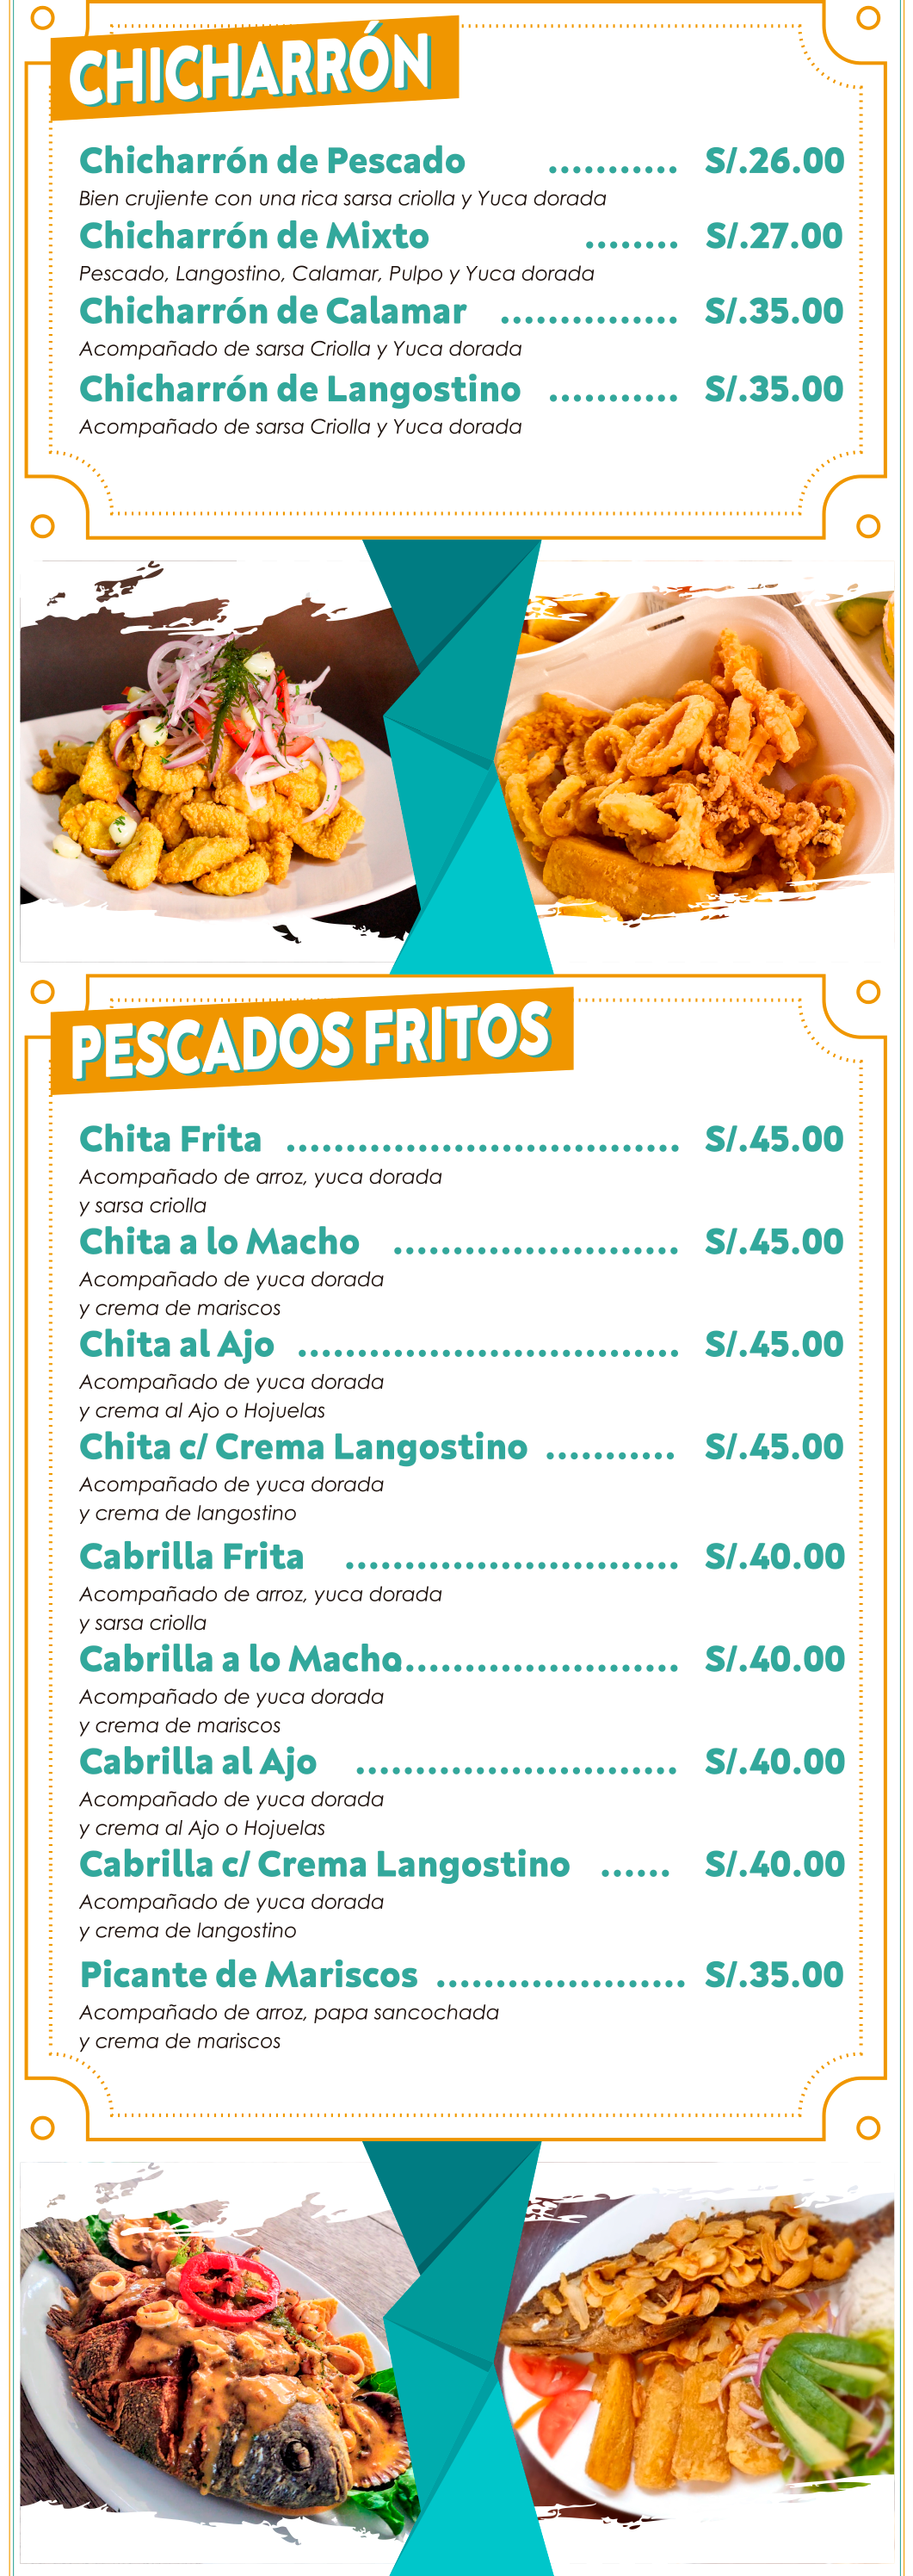 CHICHARRÓN
Chicharrón de Pescado ........... S/.26.00
Bien crujiente con una rica sarsa criolla y Yuca dorada
Chicharrón de Mixto ........ S/.27.00
Pescado, Langostino, Calamar, Pulpo y Yuca dorada
Chicharrón de Calamar ............... S/.35.00
Acompañado de sarsa Criolla y Yuca dorada
Chicharrón de Langostino ........... S/.35.00
Acompañado de sarsa Criolla y Yuca dorada
PESCADOS FRITOS
Chita Frita ................................. S/.45.00
Acompañado de arroz, yuca dorada
y sarsa criolla
Chita a lo Macho ........................ S/.45.00
Acompañado de yuca dorada
y crema de mariscos
Chita al Ajo ................................ S/.45.00
Acompañado de yuca dorada
y crema al Ajo o Hojuelas
Chita c/ Crema Langostino ........... S/.45.00
Acompañado de yuca dorada
y crema de langostino
Cabrilla Frita ............................ S/.40.00
Acompañado de arroz, yuca dorada
y sarsa criolla
Cabrilla a lo Macho........................ S/.40.00
Acompañado de yuca dorada
y crema de mariscos
Cabrilla al Ajo ........................... S/.40.00
Acompañado de yuca dorada
y crema al Ajo o Hojuelas
Cabrilla c/ Crema Langostino ...... S/.40.00
Acompañado de yuca dorada
y crema de langostino
Picante de Mariscos ..................... S/.35.00
Acompañado de arroz, papa sancochada
y crema de mariscos